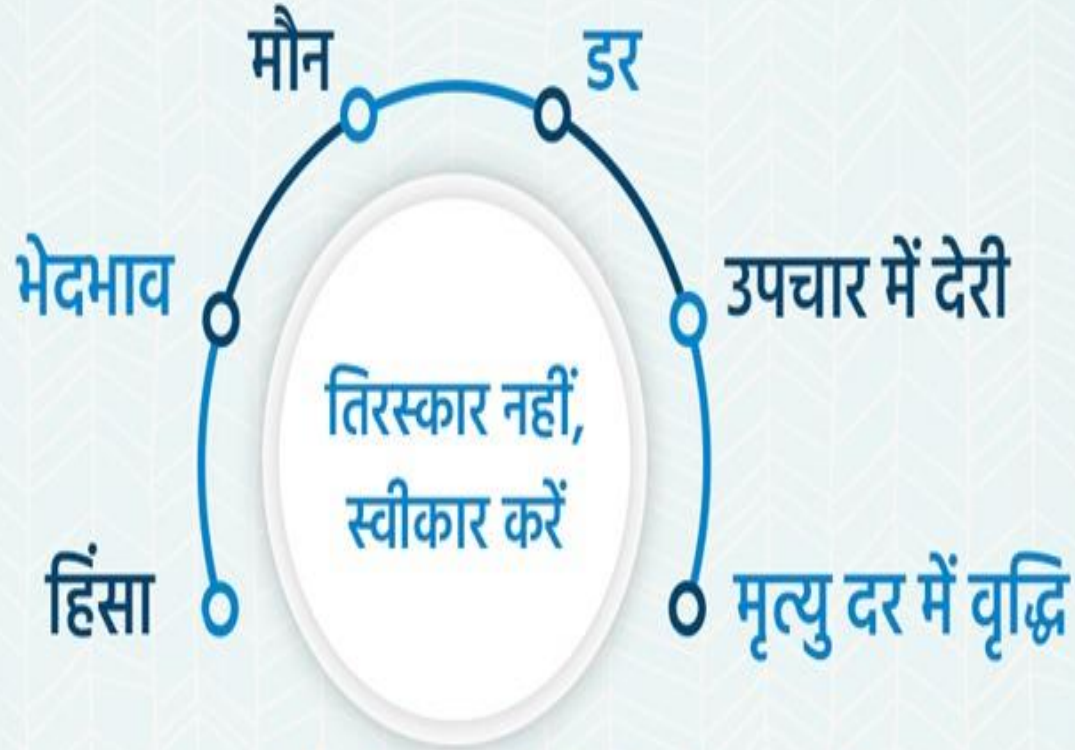 मौन
डर
भेदभाव
उपचार में देरी
तिरस्कार नहीं,
स्वीकार करें
हिंसा
मृत्यु दर में वृद्धि